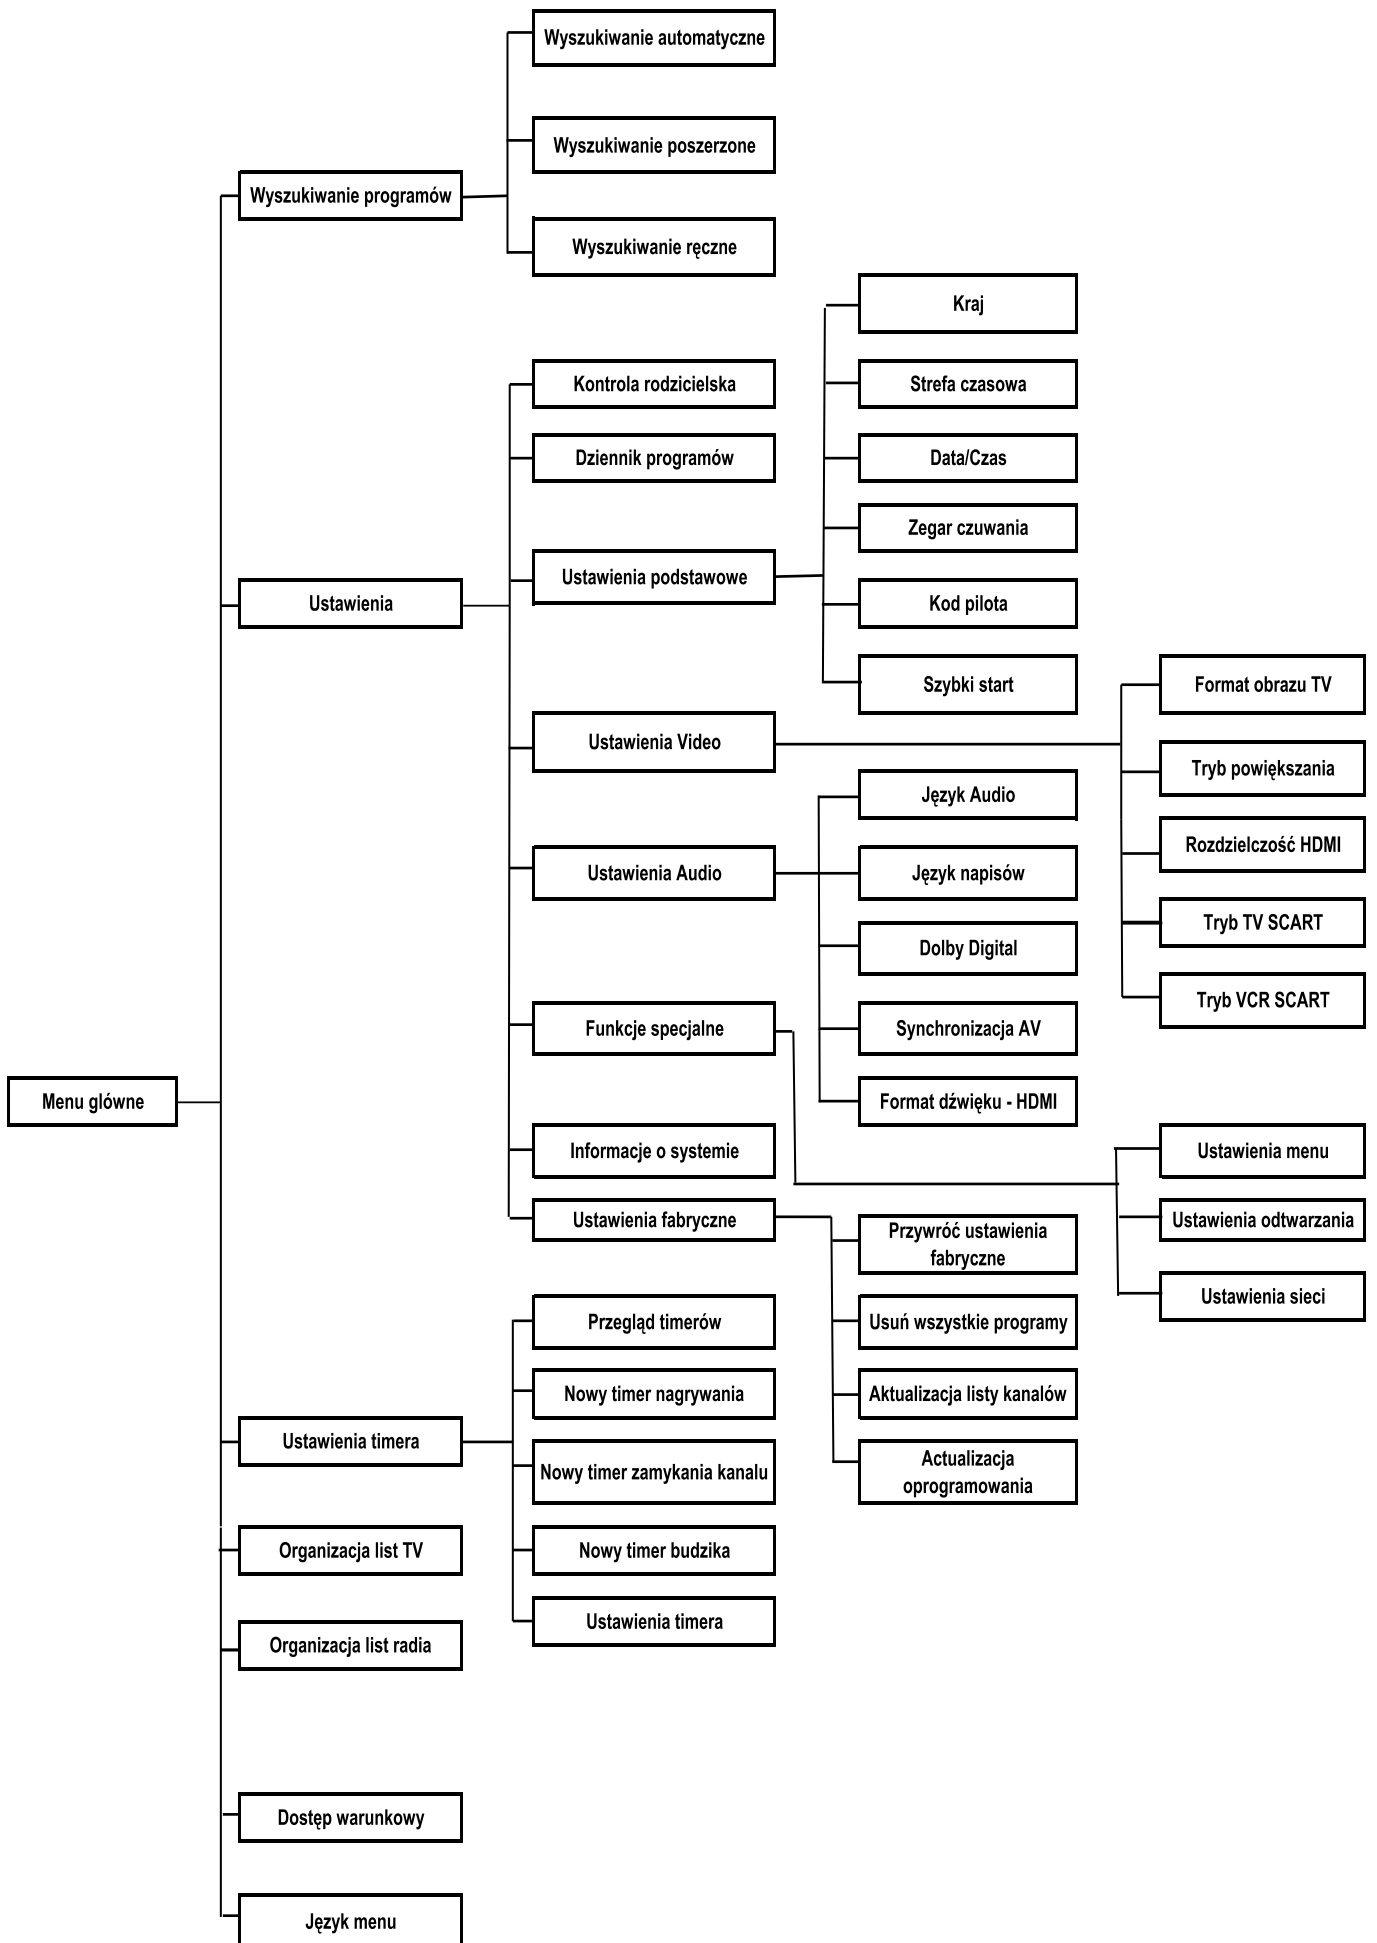 Wyszukiwanie automatyczne
Wyszukiwanie poszerzone
Wyszukiwanie programów
Wyszukiwanie ręczne
Kraj
Kontrola rodzicielska
Strefa czasowa
Dziennik programów
Data/Czas
Zegar czuwania
Ustawienia podstawowe
Ustawienia
Kod pilota
Szybki start
Format obrazu TV
Ustawienia Video
Tryb powiększania
Język Audio
Rozdzielczość HDMI
Ustawienia Audio
Język napisów
Tryb TV SCART
Dolby Digital
Tryb VCR SCART
Funkcje specjalne
Synchronizacja AV
Menu glówne
Format dźwięku - HDMI
Informacje o systemie
Ustawienia menu
Ustawienia fabryczne
Ustawienia odtwarzania
Przywróć ustawienia
fabryczne
Ustawienia sieci
Przegląd timerów
Usuń wszystkie programy
Nowy timer nagrywania
Aktualizacja listy kanalów
Ustawienia timera
Nowy timer zamykania kanalu
Actualizacja
oprogramowania
Organizacja list TV
Nowy timer budzika
Ustawienia timera
Organizacja list radia
Dostęp warunkowy
Język menu